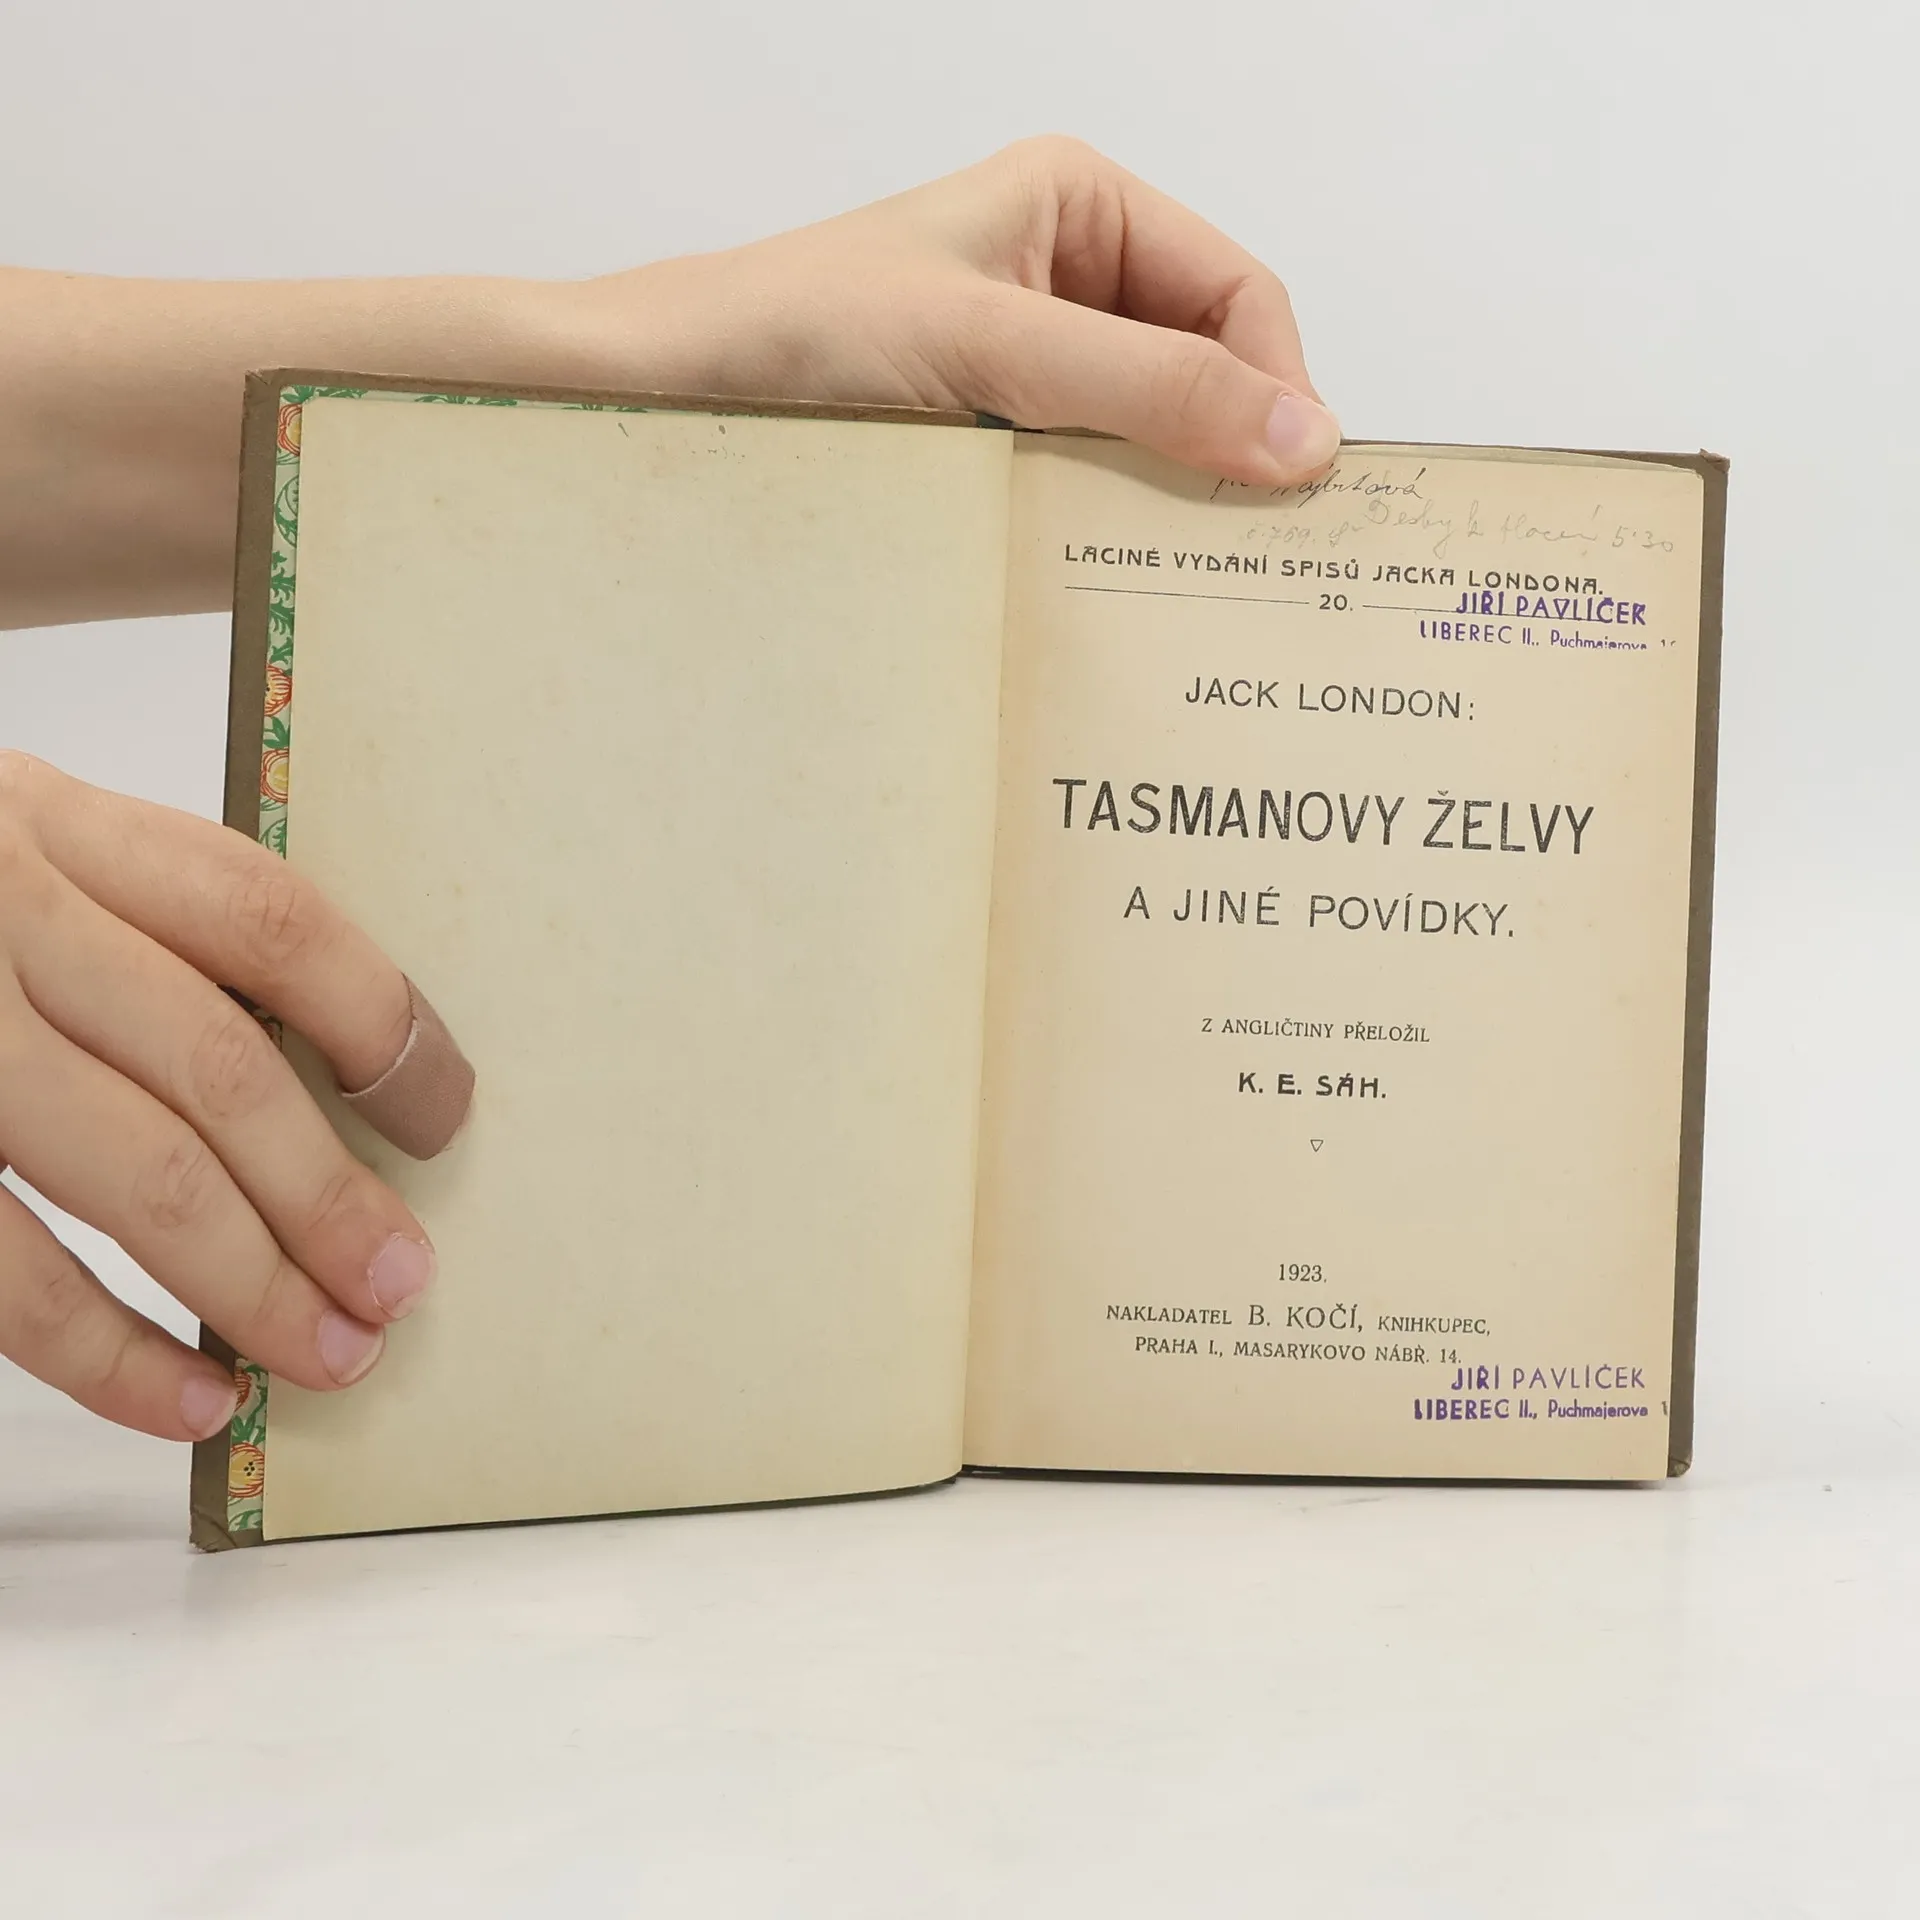 LACINÉ VYDÁNÍ SPISŮ JACKA LONDONA.
20.
JIŘÍ PAVLÍČEK
LIBEREC II., Puchmajerova
JACK LONDON:
TASMANOVY ŽELVY
A JINÉ POVÍDKY.
Z ANGLIČTINY PŘELOŽIL
K. E. SÁH.
1923.
NAKLADATEL B. KOČÍ, KNIHKUPEC,
PRAHA I., MASARYKOVO NÁBŘ. 14.
JIŘÍ PAVLÍČEK
LIBEREC II., Puchmajerova